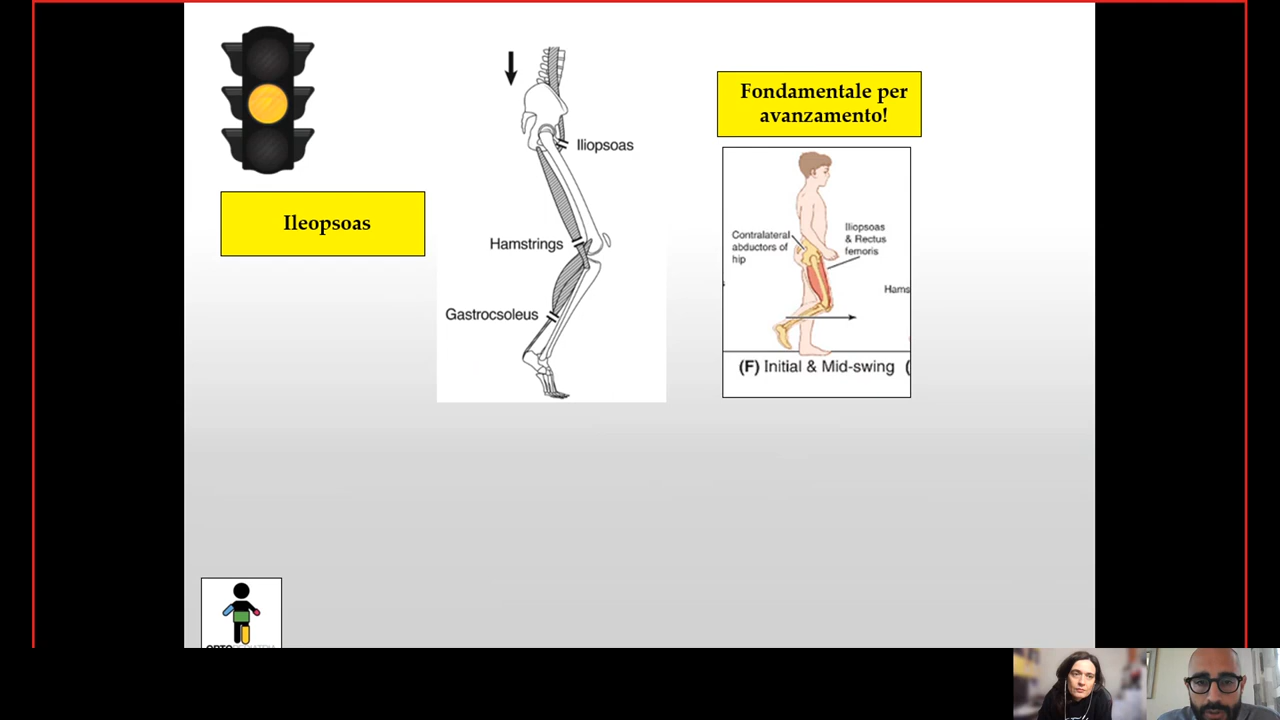 Fondamentale per
avanzamento!
Iliopsoas
Ileopsoas
Hamstrings
Gastrocsoleus
Contralateral
abductors of
hip
Iliopsoas
& Rectus
femoris
Hams
(F) Initial & Mid-swing (